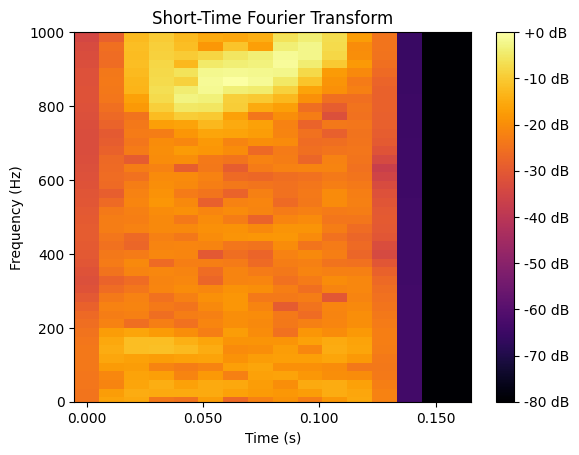 Short-Time Fourier Transform
1000
800
600
400
200
0
Frequency (Hz)
0.000
0.050
0.100
0.150
Time (s)
+0 dB
-10 dB
-20 dB
-30 dB
-40 dB
-50 dB
-60 dB
-70 dB
-80 dB